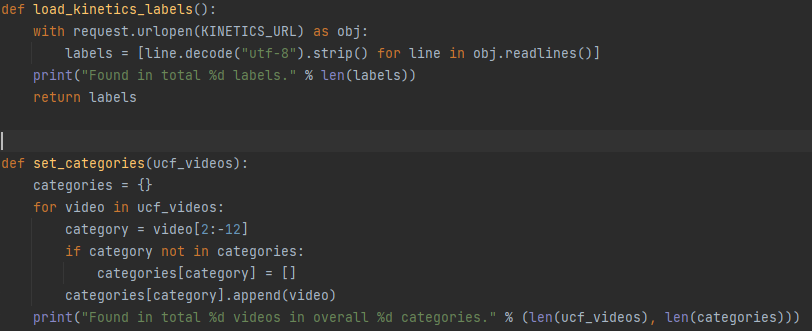 def load_kinetics_labels():
    with request.urlopen(KINETICS_URL) as obj:
        labels = [line.decode("utf-8").strip() for line in obj.readlines()]
    print("Found in total %d labels." % len(labels))
    return labels
def set_categories(ucf_videos):
    categories = {}
    for video in ucf_videos:
        category = video[2:-12]
        if category not in categories:
            categories[category] = []
        categories[category].append(video)
    print("Found in total %d videos in overall %d categories." % (len(ucf_videos), len(categories)))